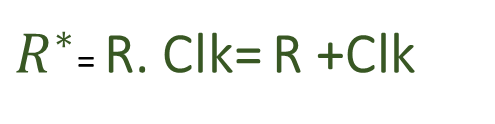 R* = R. Clk= R +Clk